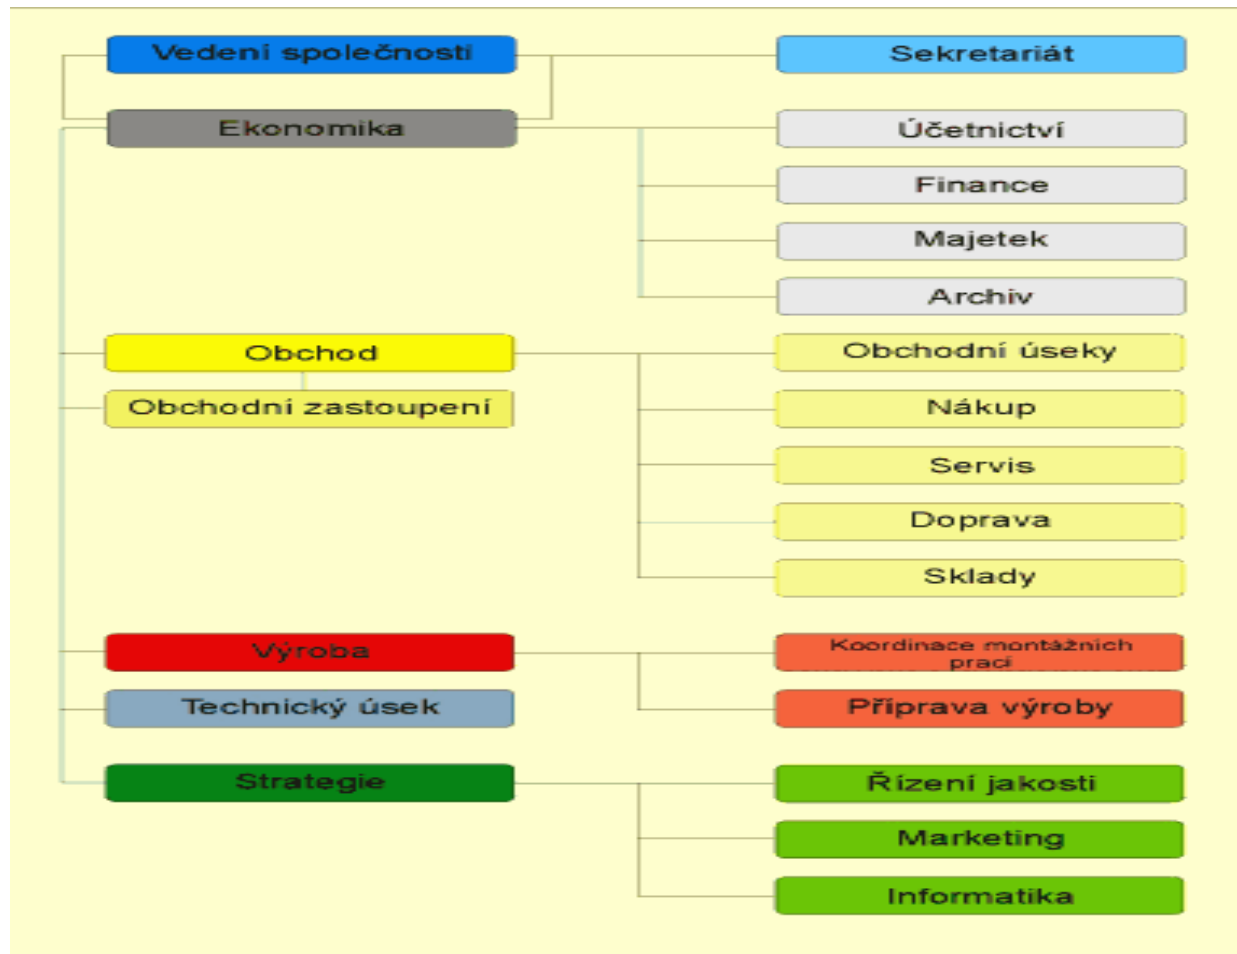 Vedení společnosti
Sekretariát
Ekonomika
Účetnictví
Finance
Majetek
Archiv
Obchod
Obchodní úseky
Obchodní zastoupení
Nákup
Servis
Doprava
Sklady
Výroba
Koordinace montážních
prací
Technický úsek
Příprava výroby
Strategie
Řízení jakosti
Marketing
Informatika